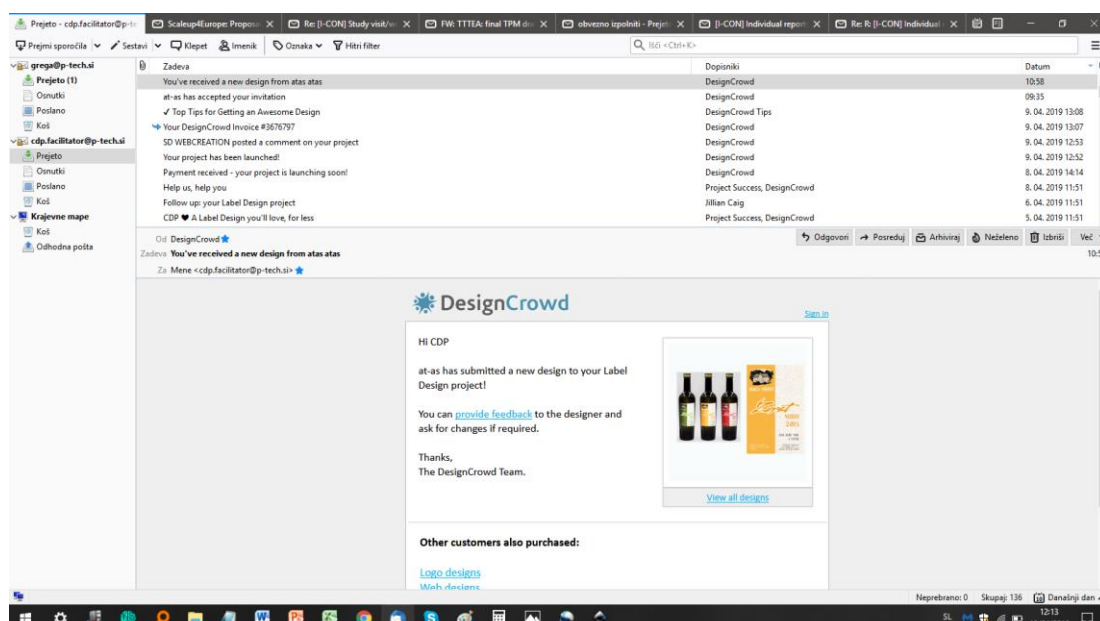 Prejeto - cdp.facilitator@p-te
Scaleup4Europe: Propos
Re: [I-CON] Study visit/w
FW: TTTEA: final TPM dr
obvezno izpolniti - Prejet
[I-CON] Individual report
Re: R: [I-CON] Individual
Prejmi sporočila
Sestavi
Klepet
Imenik
Oznaka
Hitri filter
Išči <Ctrl+K>
grega@p-tech.si
Prejeto (1)
Osnutki
Poslano
Koš
cdp.facilitator@p-tech.si
Prejeto
Osnutki
Poslano
Koš
Krajevne mape
Koš
Odhodna pošta
Zadeva Dopisniki Datum
You've received a new design from atas atas DesignCrowd 10:58
at-as has accepted your invitation DesignCrowd 09:35
✓ Top Tips for Getting an Awesome Design DesignCrowd Tips 9. 04. 2019 13:08
Your DesignCrowd Invoice #3676797 DesignCrowd 9. 04. 2019 13:07
SD WEBCREATION posted a comment on your project DesignCrowd 9. 04. 2019 12:53
Your project has been launched! DesignCrowd 9. 04. 2019 12:52
Payment received - your project is launching soon! DesignCrowd 8. 04. 2019 14:14
Help us, help you Project Success, DesignCrowd 8. 04. 2019 11:51
Follow up: your Label Design project Jillian Caig 6. 04. 2019 11:51
CDP ♥ A Label Design you'll love, for less Project Success, DesignCrowd 5. 04. 2019 11:51
Od DesignCrowd
Odgovori Posreduj Arhiviraj Neželeno Izbriši Več
Zadeva You've received a new design from atas atas
Za Mene <cdp.facilitator@p-tech.si>
DesignCrowd
Sign in
Hi CDP
at-as has submitted a new design to your Label
Design project!
You can provide feedback to the designer and
ask for changes if required.
Thanks,
The DesignCrowd Team.
View all designs
Other customers also purchased:
Logo designs
Web designs
Neprebrano: 0 Skupaj: 136 Današnji dan
SL 12:13